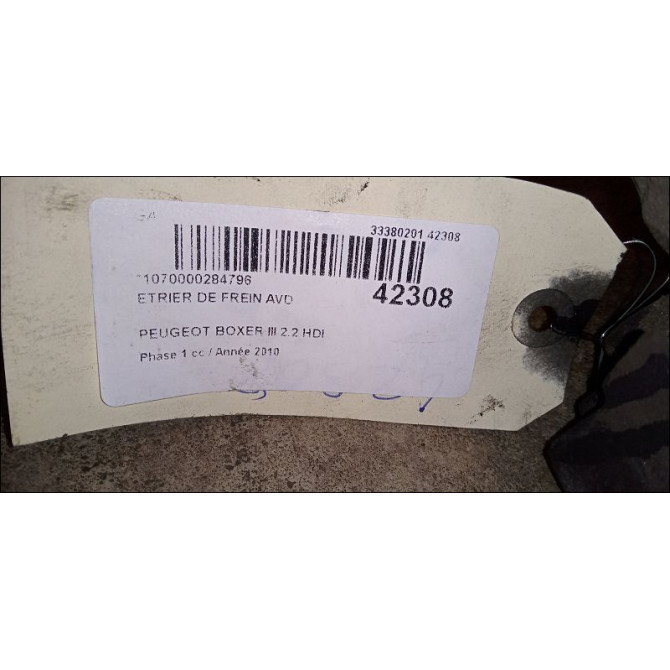 ZA
33380201 42308
*1070000284796
ETRIER DE FREIN AVD
42308
PEUGEOT BOXER III 2.2 HDI
Phase 1 cc / Année 2010